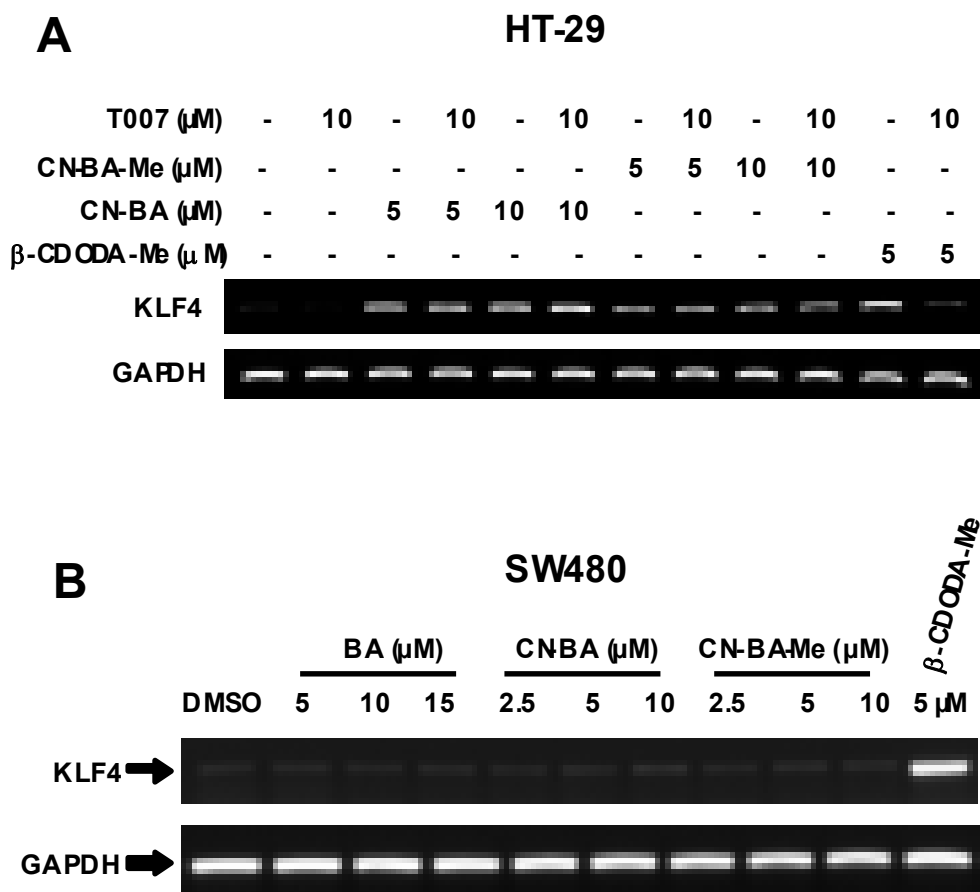 A
HT-29
T007 (µM) - 10 - 10 - 10 - 10 - 10 - 10
CN-BA-Me (µM) - - - - - - 5 5 10 10 - -
CN-BA (µM) - - 5 5 10 10 - - - - - -
β-CDODA-Me (µM) - - - - - - - - - - 5 5
KLF4
GAPDH
B
SW480
β-CDODA-Me
BA (µM) CN-BA (µM) CN-BA-Me (µM)
DMSO 5 10 15 2.5 5 10 2.5 5 10 5 µM
KLF4
GAPDH